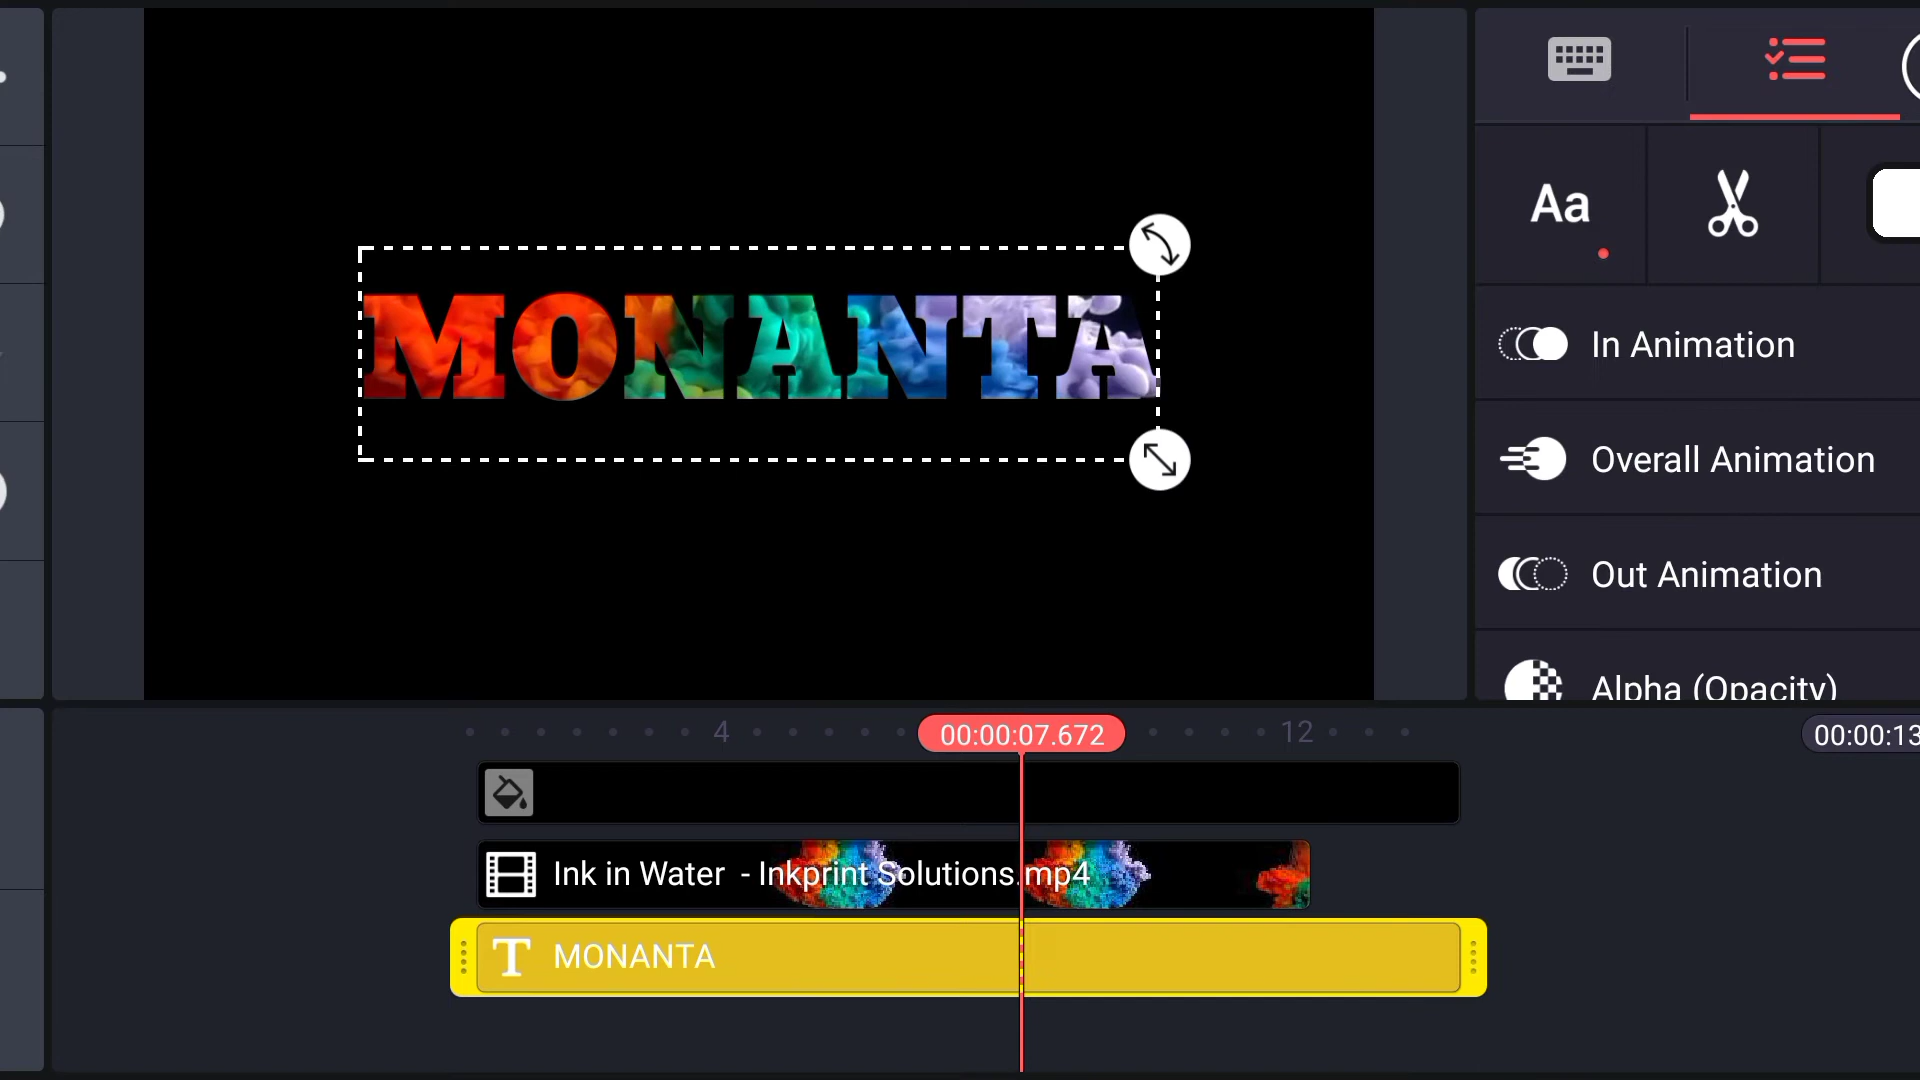 MONANTA
Aa
In Animation
Overall Animation
Out Animation
Alpha (Opacity)
4
00:00:07.672
12
00:00:13
Ink in Water - Inkprint Solutions.mp4
T MONANTA